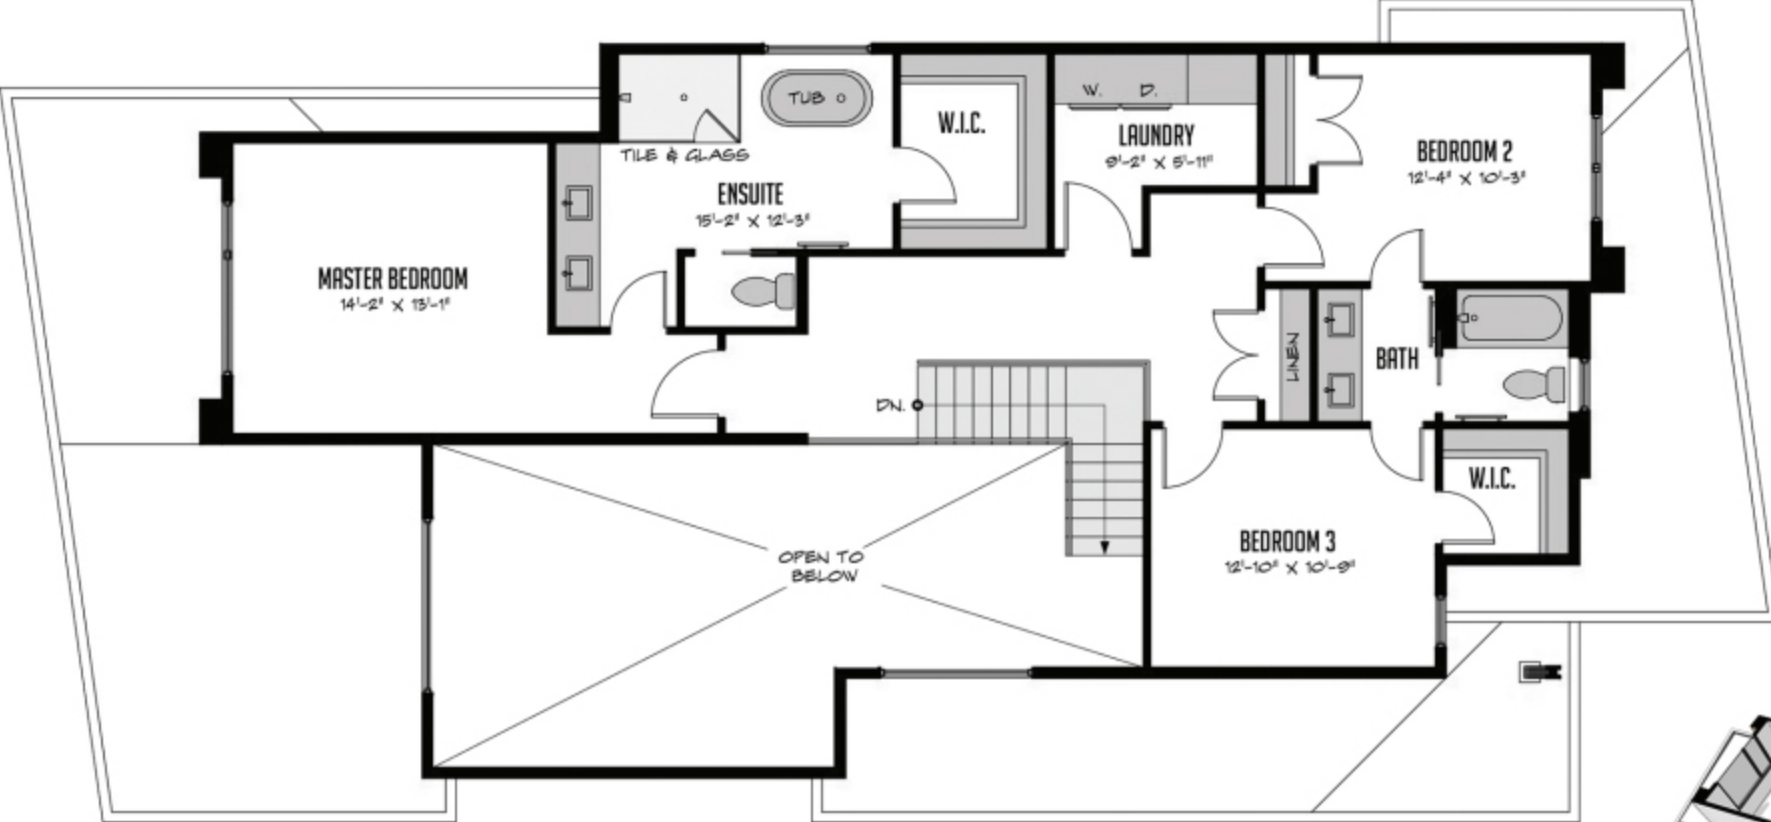 TUB
TILE & GLASS
ENSUITE
15'-2" X 12'-3"
W.I.C.
W.
D.
LAUNDRY
9'-2" X 5'-11"
BEDROOM 2
12'-4" X 10'-3"
MASTER BEDROOM
14'-2" X 13'-1"
LINEN
BATH
DN.
W.I.C.
OPEN TO
BELOW
BEDROOM 3
12'-10" X 10'-9"